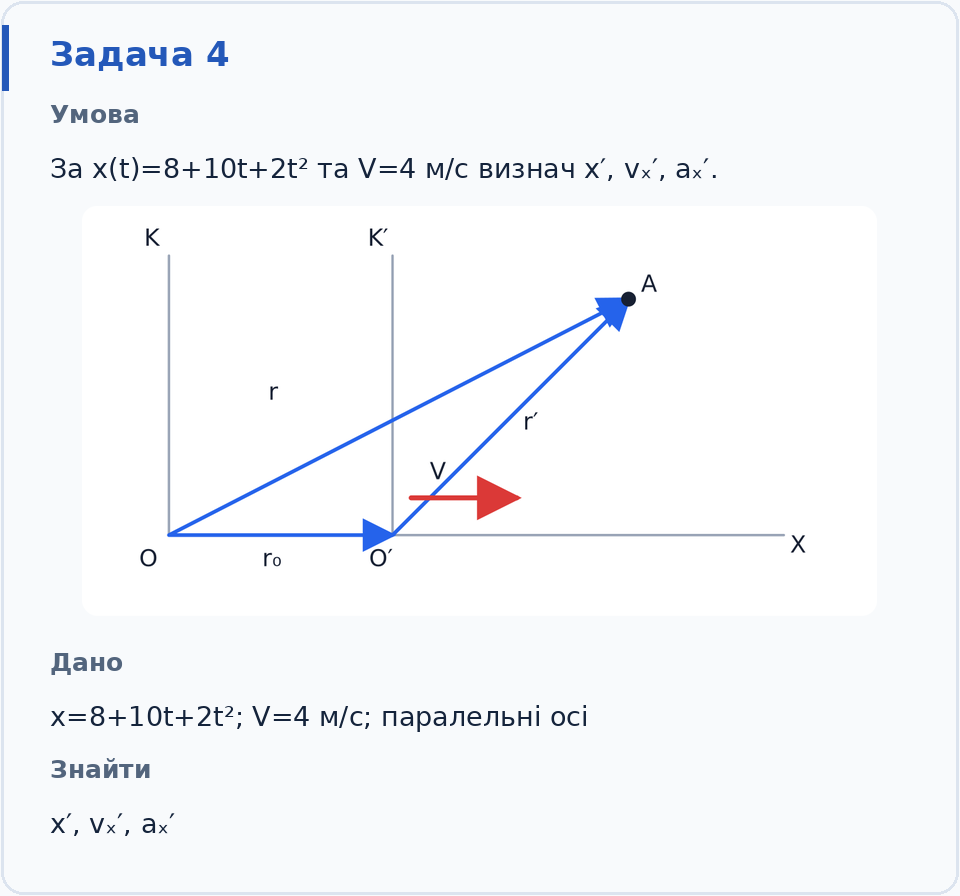 Задача 4
Умова
За x(t)=8+10t+2t² та V=4 м/с визнач x′, vₓ′, aₓ′.
K
K′
A
r
r′
V
O
r₀
O′
X
Дано
x=8+10t+2t²; V=4 м/с; паралельні осі
Знайти
x′, vₓ′, aₓ′